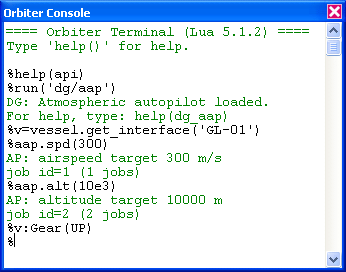 Orbiter Console
==== Orbiter Terminal (Lua 5.1.2) ====
Type 'help()' for help.
%help(api)
%run('dg/aap')
DG: Atmospheric autopilot loaded.
For help, type: help(dg_aap)
%v=vessel.get_interface('GL-01')
%aap.spd(300)
AP: airspeed target 300 m/s
job id=1 (1 jobs)
%aap.alt(10e3)
AP: altitude target 10000 m
job id=2 (2 jobs)
%v:Gear(UP)
%